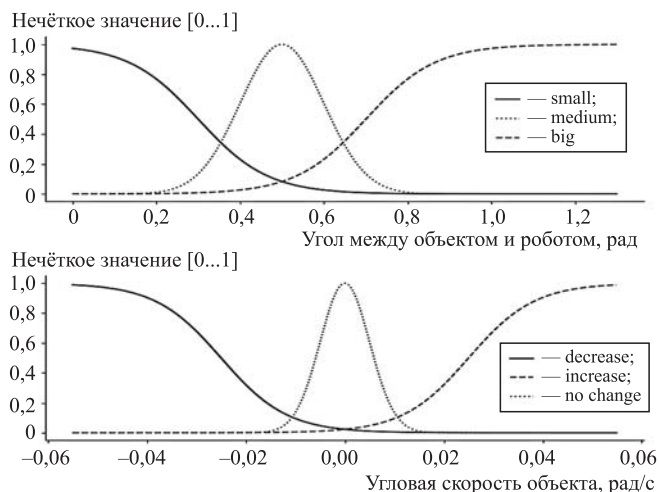 Нечёткое значение [0...1]
1,0
0,8
0,6
0,4
0,2
0
— small;
— medium;
— big
0 0,2 0,4 0,6 0,8 1,0 1,2
Угол между объектом и роботом, рад
Нечёткое значение [0...1]
1,0
0,8
0,6
0,4
0,2
0
— decrease;
— increase;
— no change
–0,06 –0,04 –0,02 0,00 0,02 0,04 0,06
Угловая скорость объекта, рад/с